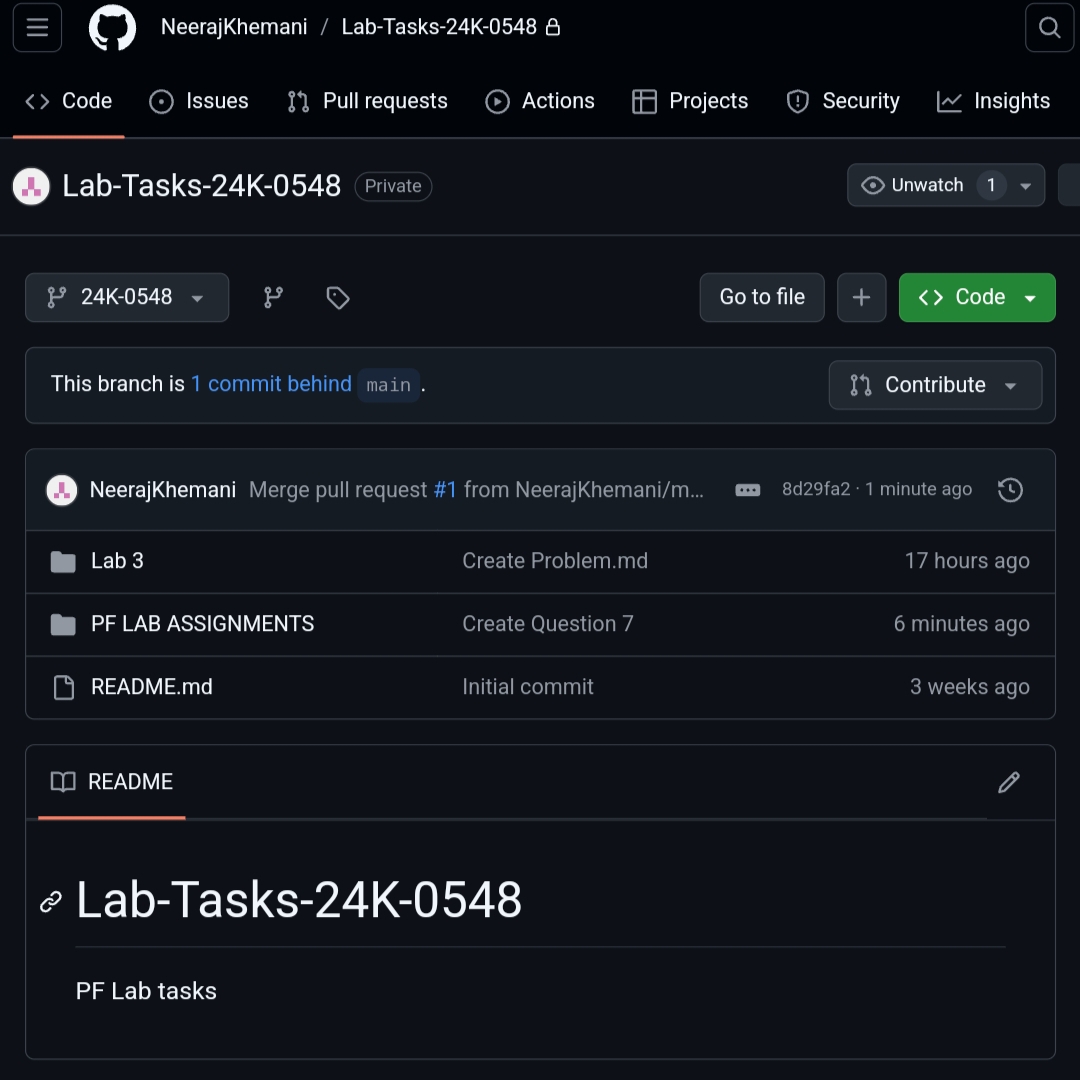 NeerajKhemani / Lab-Tasks-24K-0548
Code Issues Pull requests Actions Projects Security Insights
Lab-Tasks-24K-0548 Private Unwatch 1
24K-0548 Go to file + Code
This branch is 1 commit behind main . Contribute
NeerajKhemani Merge pull request #1 from NeerajKhemani/m... 8d29fa2 · 1 minute ago
Lab 3 Create Problem.md 17 hours ago
PF LAB ASSIGNMENTS Create Question 7 6 minutes ago
README.md Initial commit 3 weeks ago
README
Lab-Tasks-24K-0548
PF Lab tasks